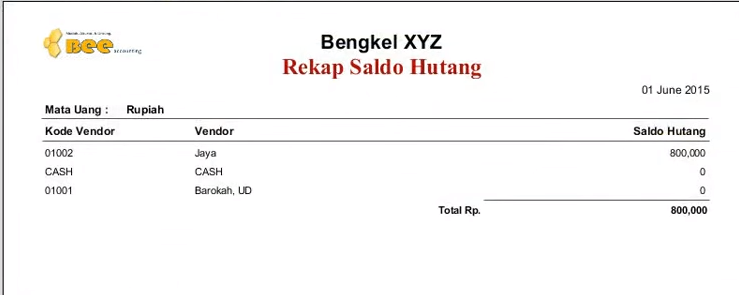 BEE accounting
Bengkel XYZ
Rekap Saldo Hutang
01 June 2015
Mata Uang : Rupiah
Kode Vendor Vendor Saldo Hutang
01002 Jaya 800,000
CASH CASH 0
01001 Barokah, UD 0
Total Rp. 800,000